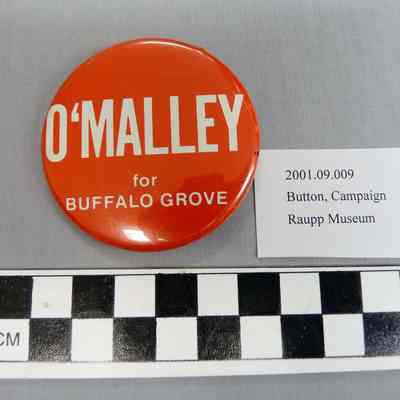 O‘MALLEY
for
BUFFALO GROVE
2001.09.009
Button, Campaign
Raupp Museum
CM